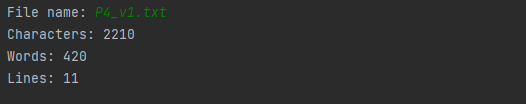 File name: P4_v1.txt
Characters: 2210
Words: 420
Lines: 11